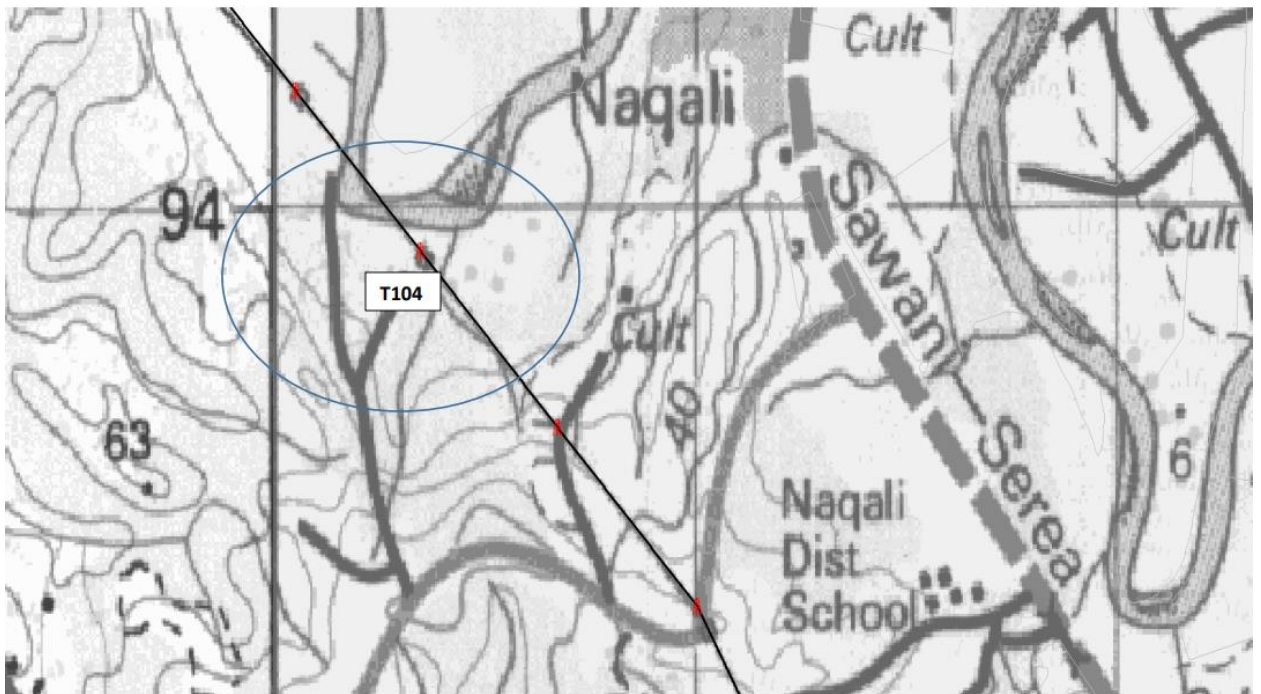 Cult
Naqali
94
Sawani
Cult
T104
Cult
40
63
Serea
6
Naqali
Dist
School